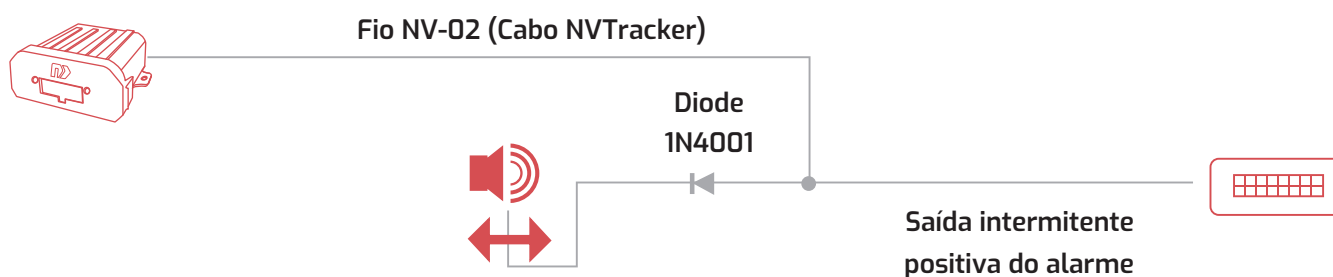 Fio NV-02 (Cabo NVTracker)
Diode
1N4001
Saída intermitente
positiva do alarme